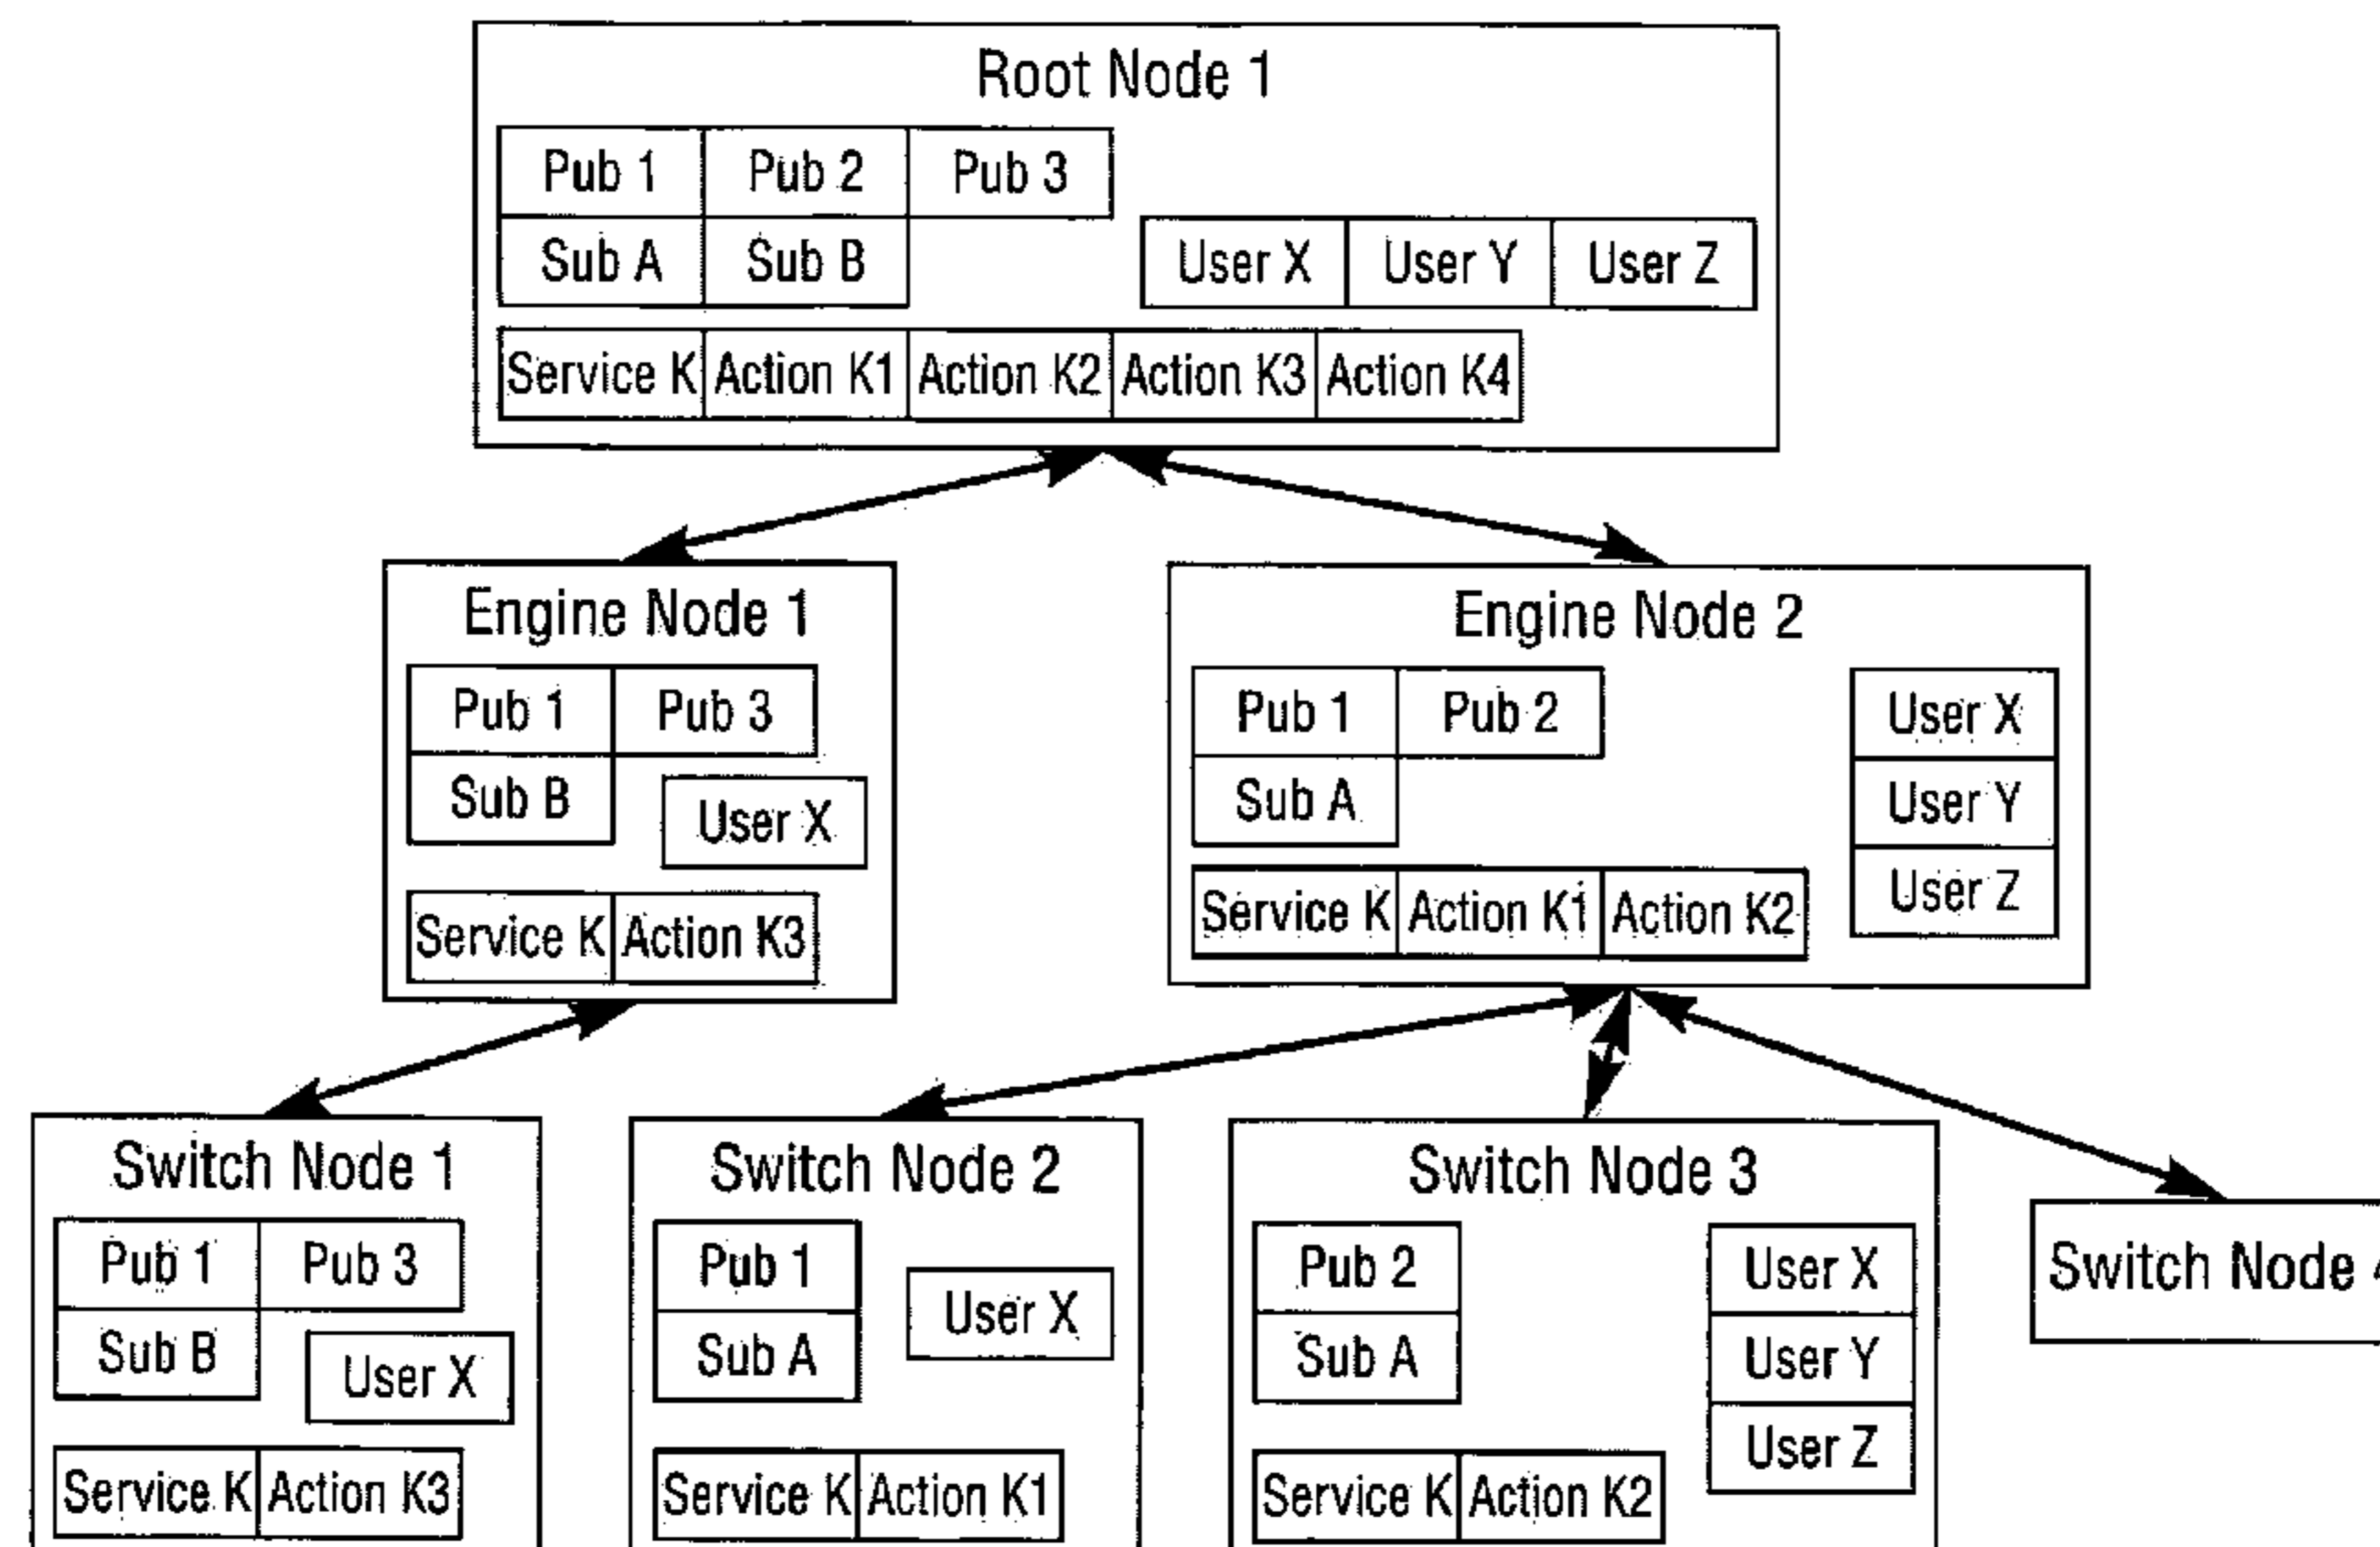 Root Node 1
Pub 1 Pub 2 Pub 3
Sub A Sub B
User X User Y User Z
Service K Action K1 Action K2 Action K3 Action K4
Engine Node 1
Pub 1 Pub 3
Sub B
User X
Service K Action K3
Engine Node 2
Pub 1 Pub 2
Sub A
User X
User Y
User Z
Service K Action K1 Action K2
Switch Node 1
Pub 1 Pub 3
Sub B
User X
Service K Action K3
Switch Node 2
Pub 1
Sub A
User X
Service K Action K1
Switch Node 3
Pub 2
Sub A
User X
User Y
User Z
Service K Action K2
Switch Node